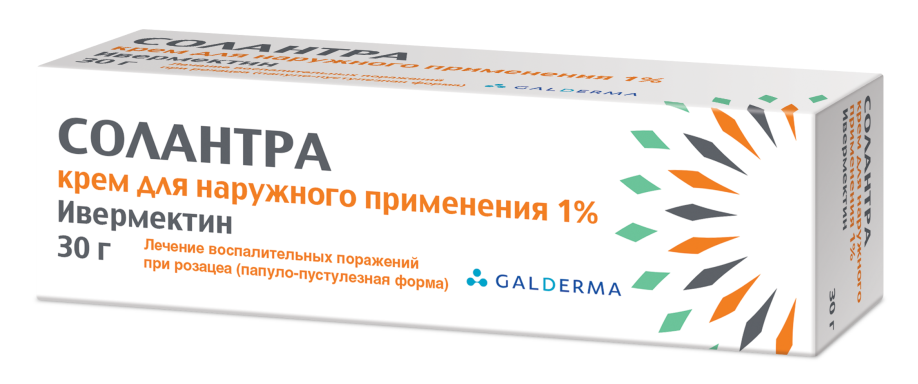 СОЛАНТРА
крем для наружного применения 1%
Ивермектин
30 г
Лечение воспалительных поражений
при розацеа (папуло-пустулезная форма)
GALDERMA
СОЛАНТРА
крем для наружного применения 1%
Ивермектин
30 г
Лечение воспалительных поражений
при розацеа (папуло-пустулезная форма)
GALDERMA
СОЛАНТРА
крем для наружного
применения 1%
Ивермектин
30 г